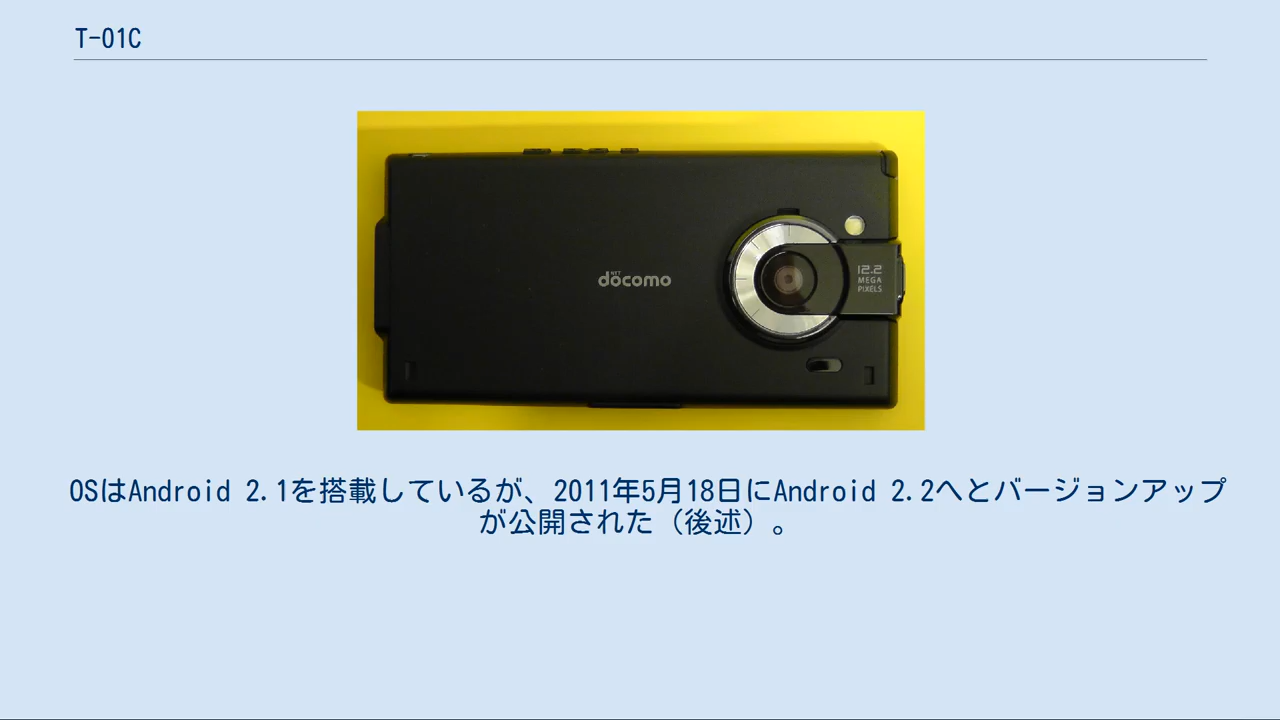 T-01C
NTT
docomo
12.2
MEGA
PIXELS
OSはAndroid 2.1を搭載しているが、2011年5月18日にAndroid 2.2へとバージョンアップ
が公開された（後述）。